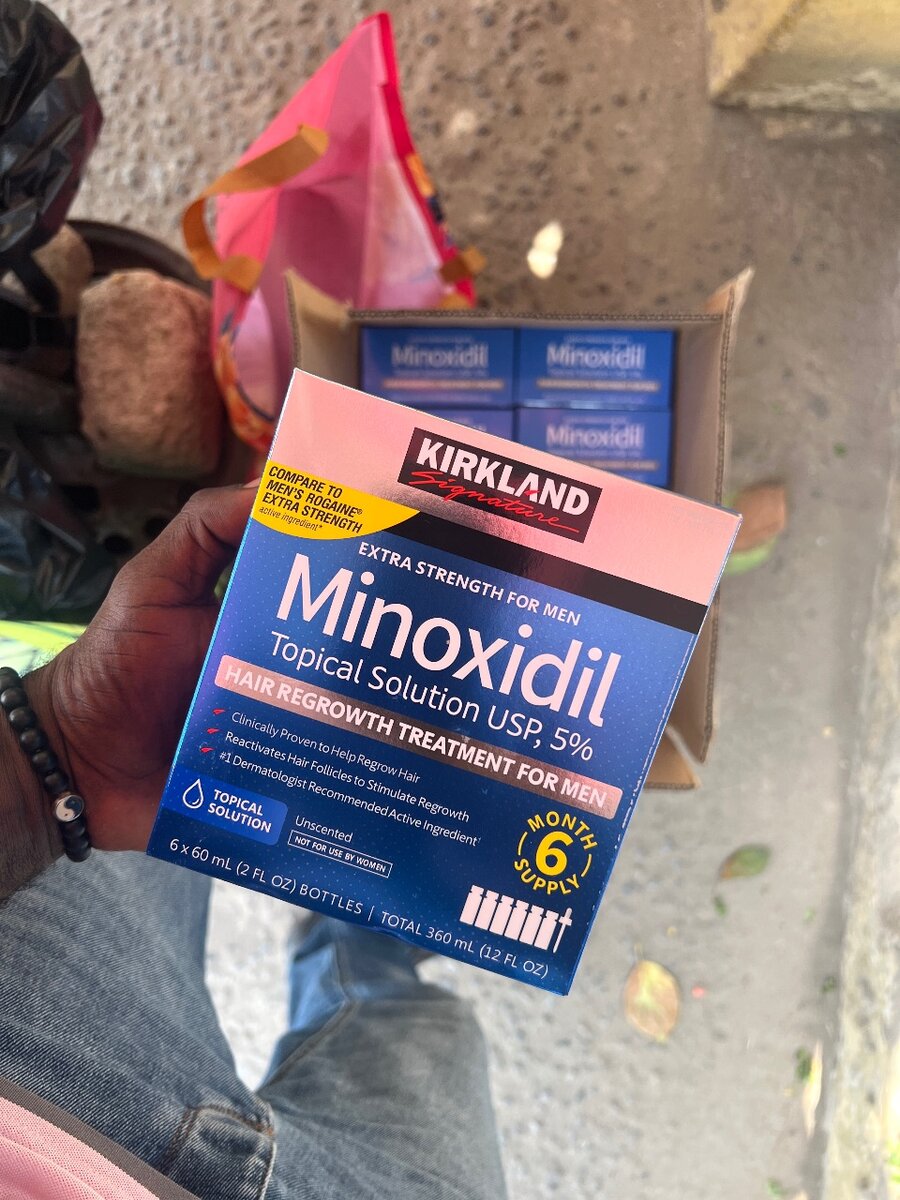 Minoxidil
Minoxidil
Minoxidil
KIRKLAND
Signature
COMPARE TO
MEN'S ROGAINE®
EXTRA STRENGTH
active ingredient*
EXTRA STRENGTH FOR MEN
Minoxidil
Topical Solution USP, 5%
HAIR REGROWTH TREATMENT FOR MEN
Clinically Proven to Help Regrow Hair
Reactivates Hair Follicles to Stimulate Regrowth
#1 Dermatologist Recommended Active Ingredient†
TOPICAL
SOLUTION
Unscented
NOT FOR USE BY WOMEN
MONTH
6
SUPPLY
6 x 60 mL (2 FL OZ) BOTTLES | TOTAL 360 mL (12 FL OZ)